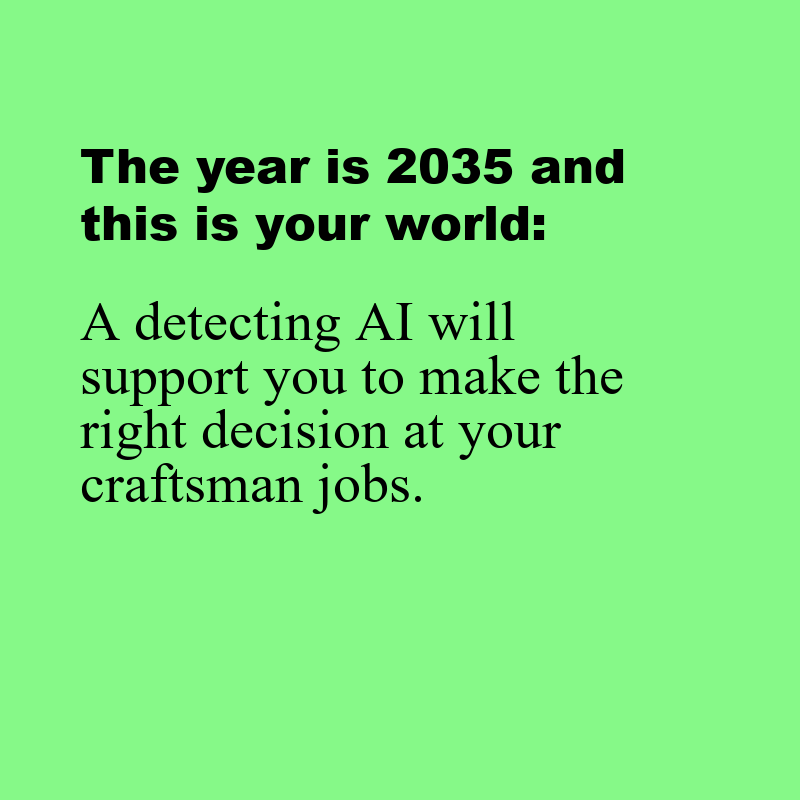 The year is 2035 and
this is your world:
A detecting AI will
support you to make the
right decision at your
craftsman jobs.